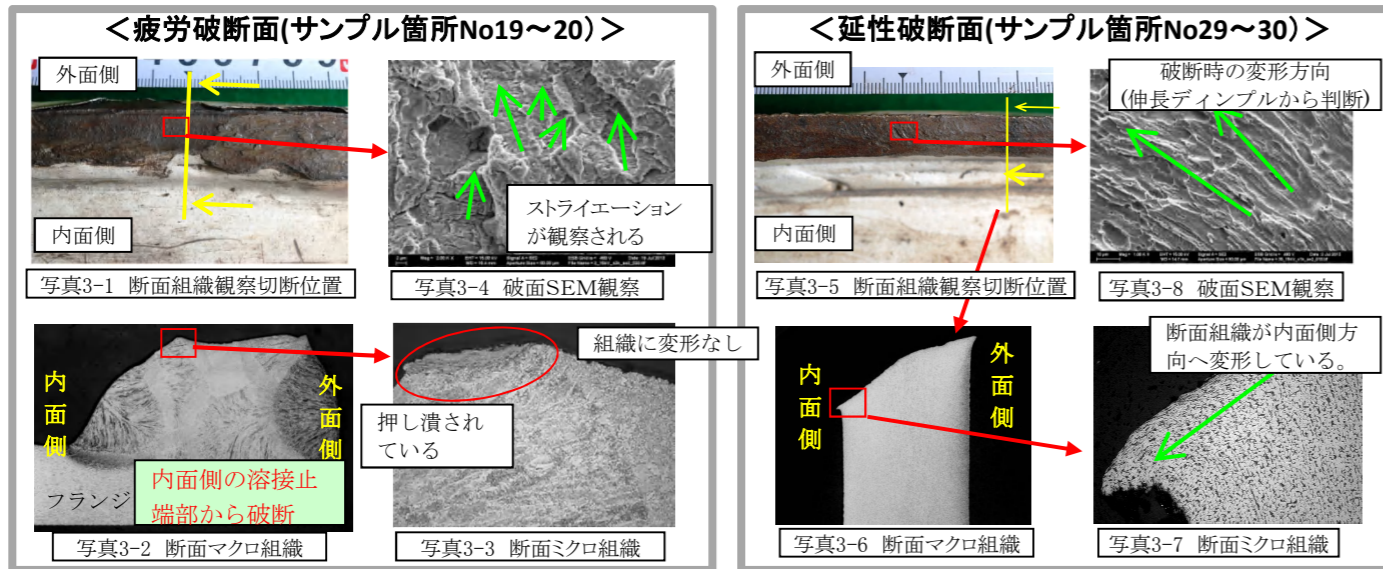 ＜疲労破断面(サンプル箇所No19～20)＞
外面側
内面側
写真3-1 断面組織観察切断位置
ストライエーション
が観察される
写真3-4 破面SEM観察
内面側
外面側
フランジ
内面側の溶接止
端部から破断
写真3-2 断面マクロ組織
組織に変形なし
押し潰され
ている
写真3-3 断面ミクロ組織
＜延性破断面(サンプル箇所No29～30)＞
外面側
内面側
写真3-5 断面組織観察切断位置
破断時の変形方向
(伸長ディンプルから判断)
写真3-8 破面SEM観察
内面側
外面側
写真3-6 断面マクロ組織
断面組織が内面側方
向へ変形している。
写真3-7 断面ミクロ組織